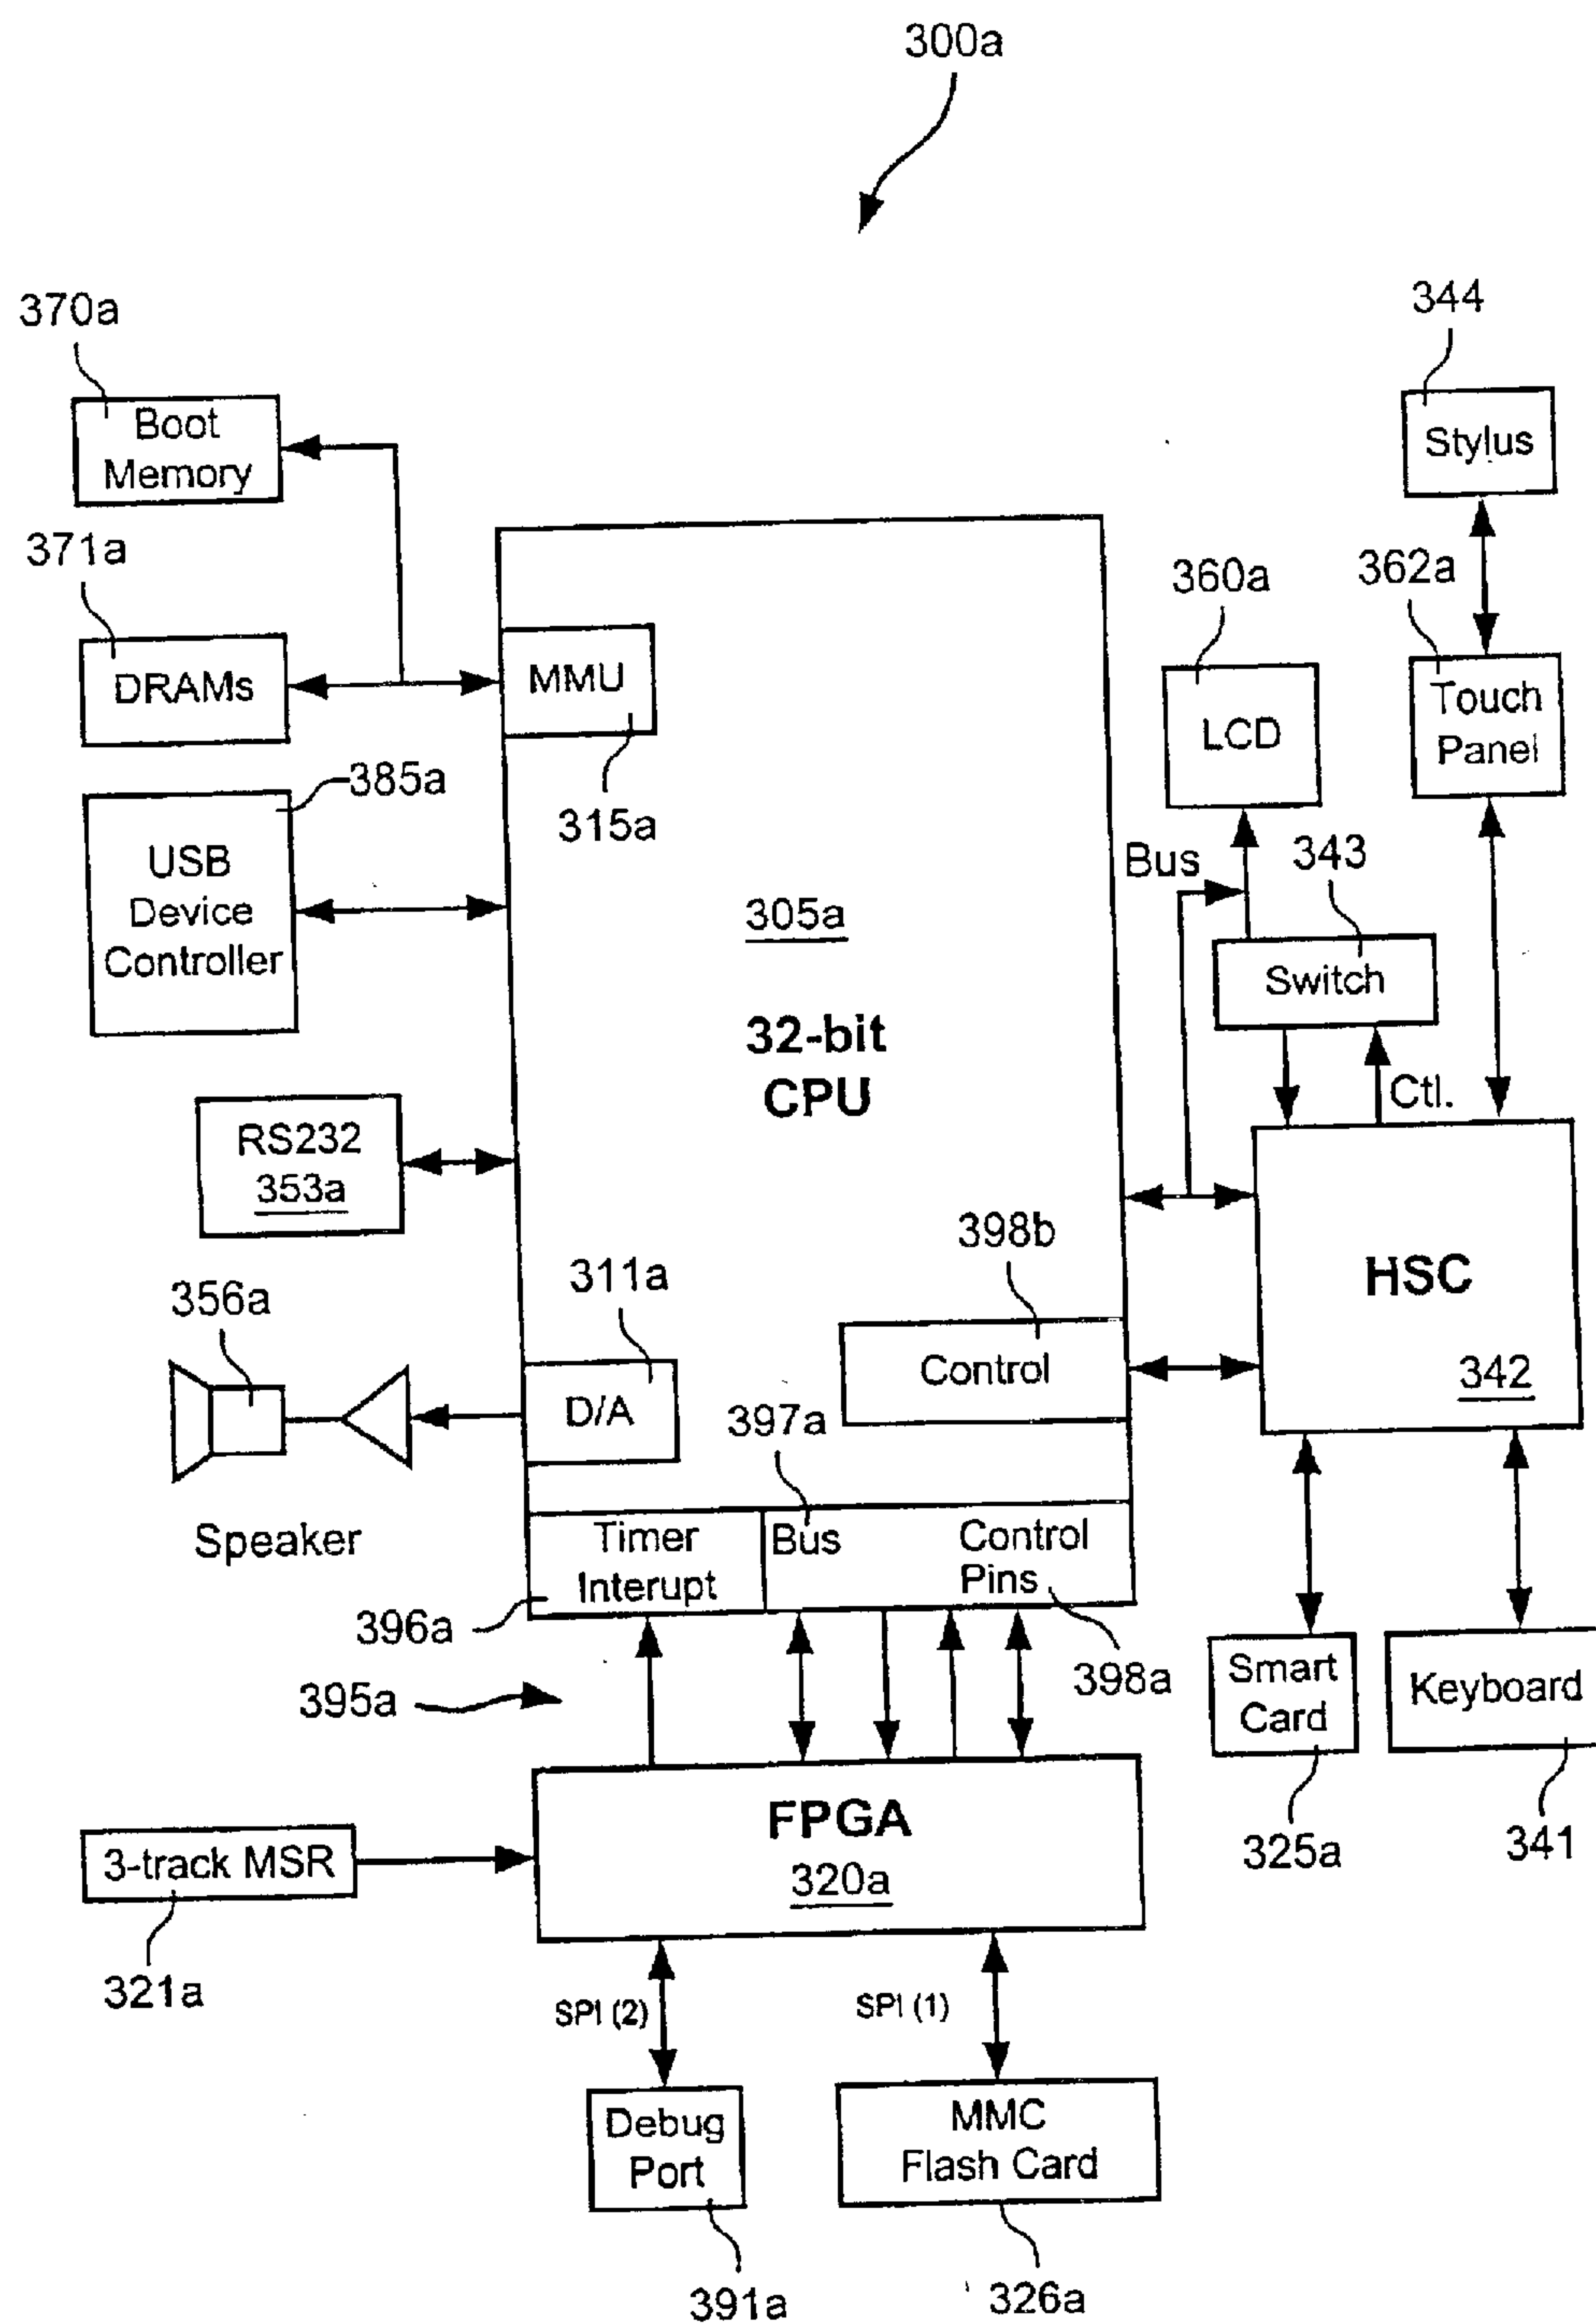 300a
370a
Boot
Memory
344
Stylus
371a
DRAMs
MMU
315a
360a
LCD
362a
Touch
Panel
385a
USB
Device
Controller
305a
32-bit
CPU
Bus
343
Switch
Ctl.
RS232
353a
398b
Control
HSC
342
356a
311a
D/A
Speaker
397a
Timer
Interupt
Bus
Control
Pins
396a
398a
395a
Smart
Card
Keyboard
325a
341
FPGA
320a
3-track MSR
321a
SPI (2)
SPI (1)
Debug
Port
MMC
Flash Card
391a
326a